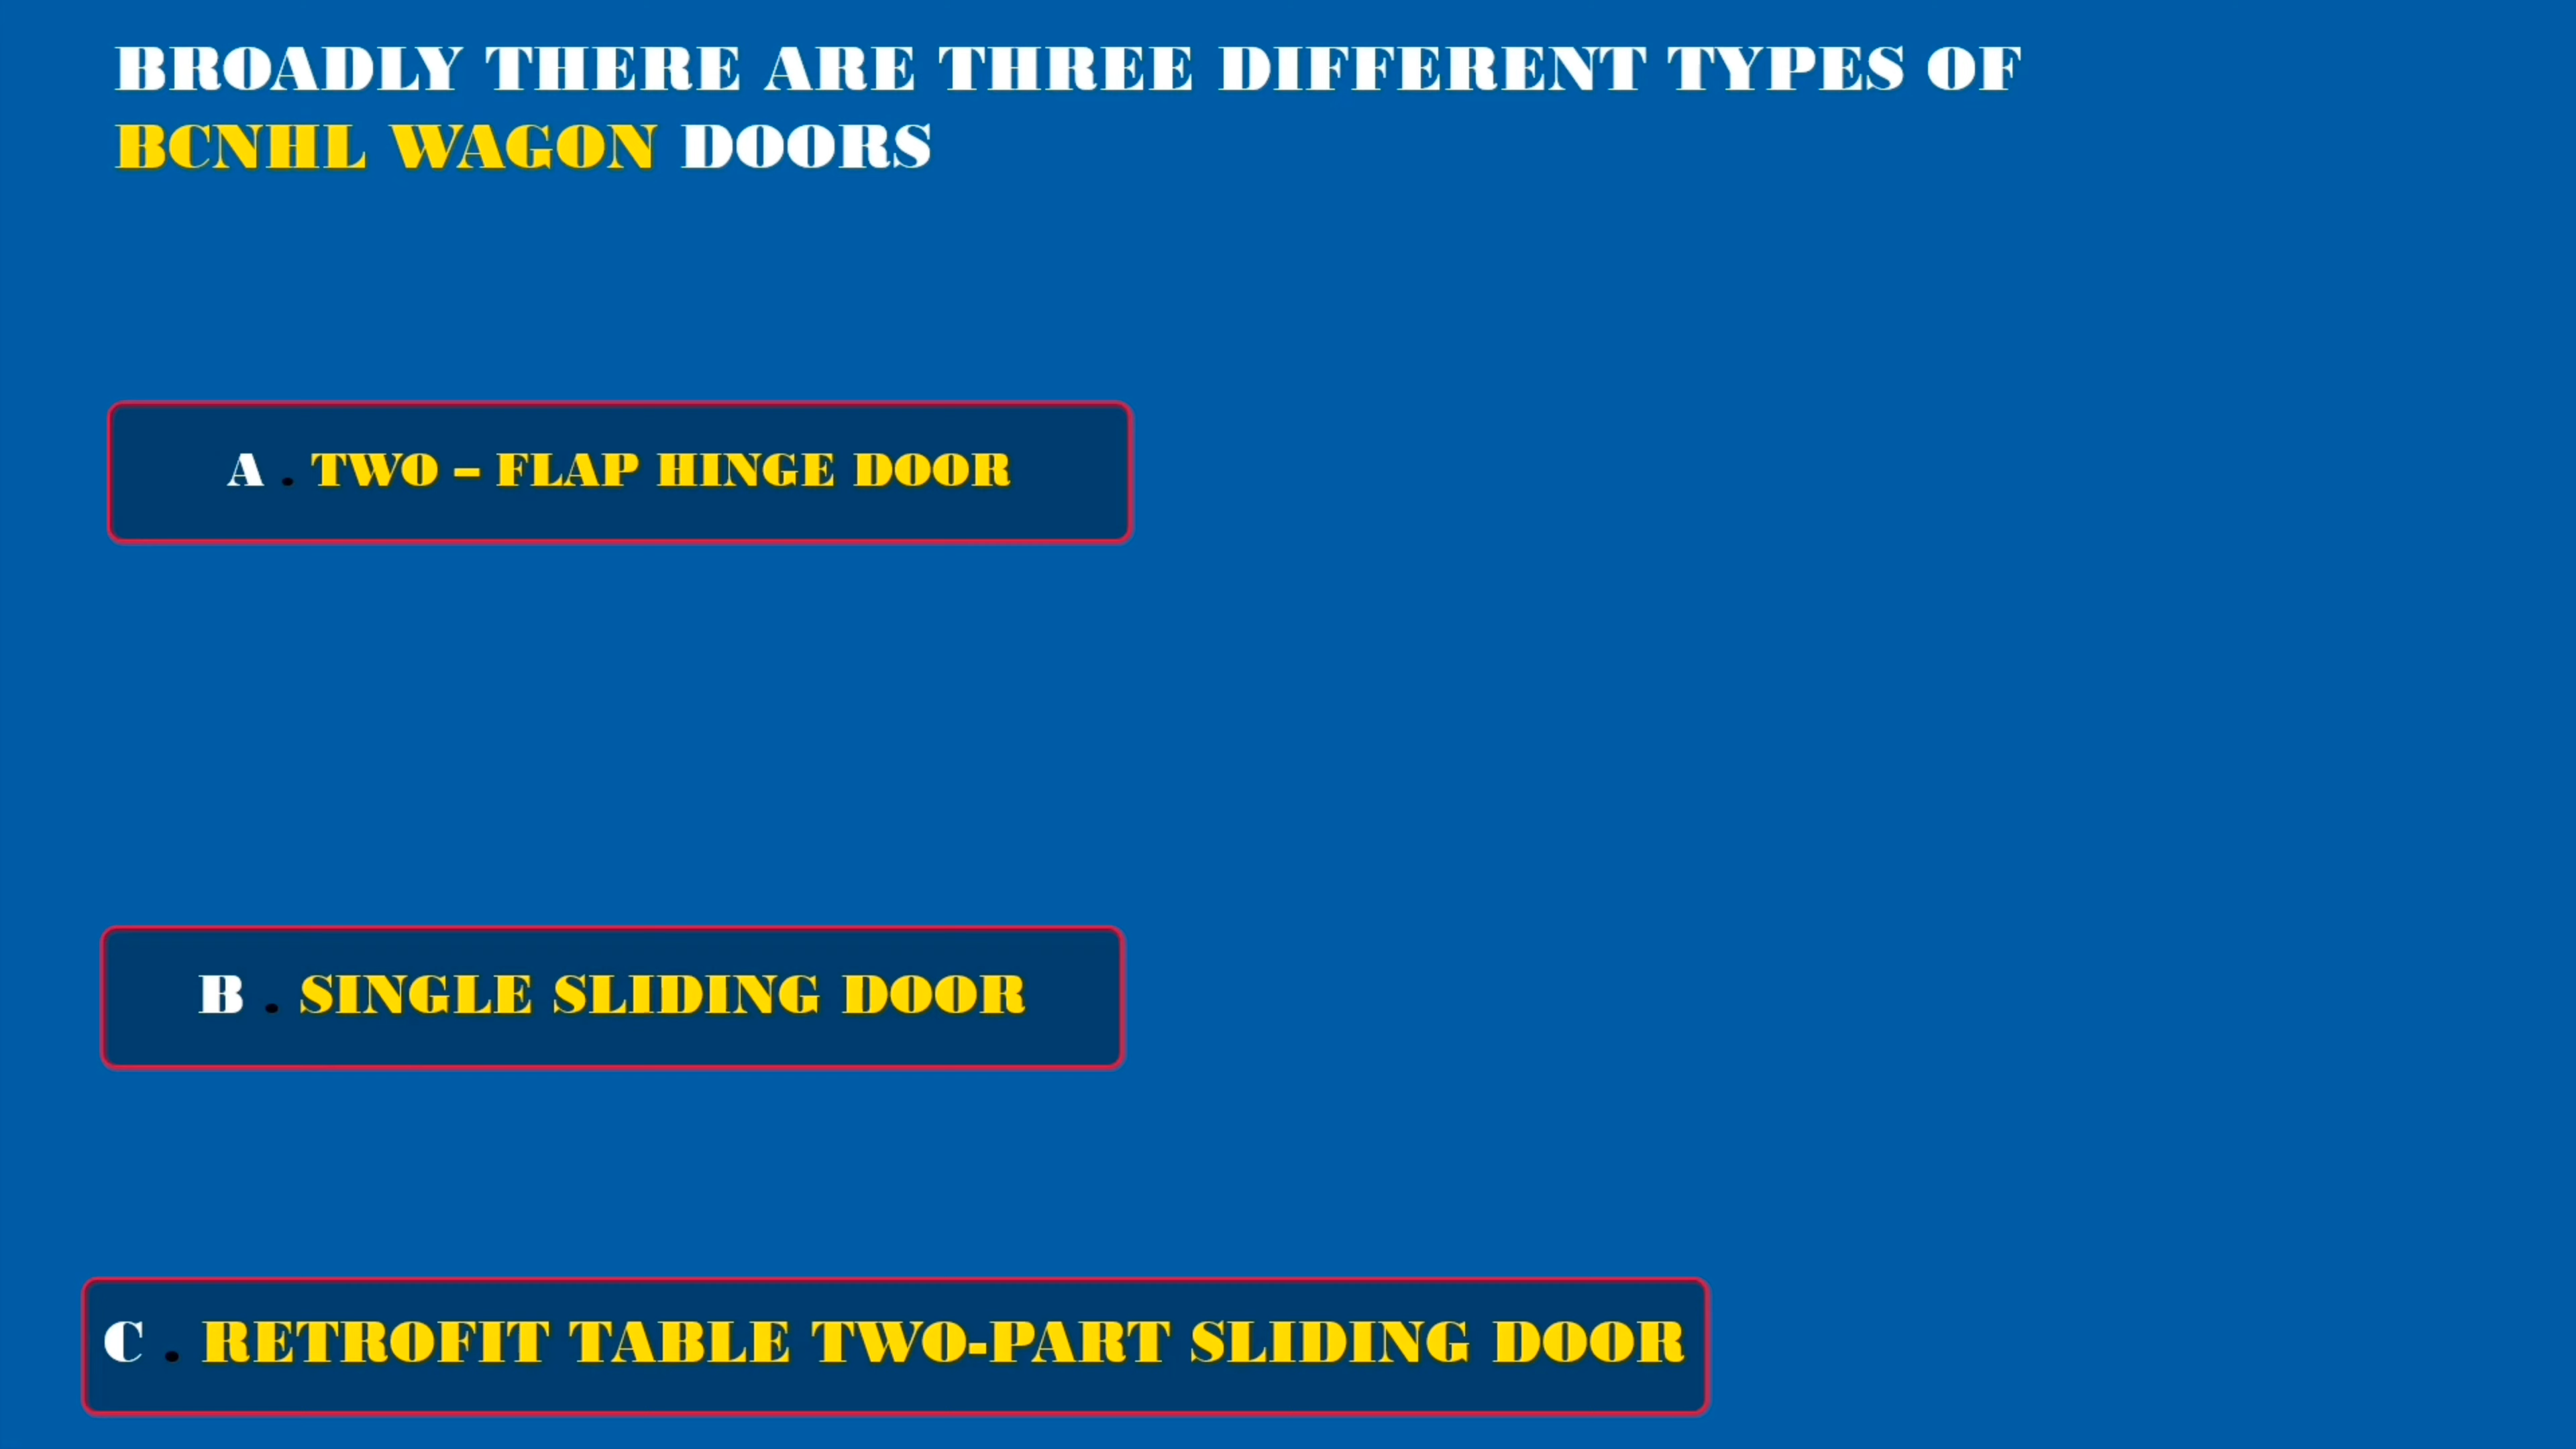 BROADLY THERE ARE THREE DIFFERENT TYPES OF
BCNHL WAGON DOORS
A . TWO – FLAP HINGE DOOR
B . SINGLE SLIDING DOOR
C . RETROFIT TABLE TWO-PART SLIDING DOOR